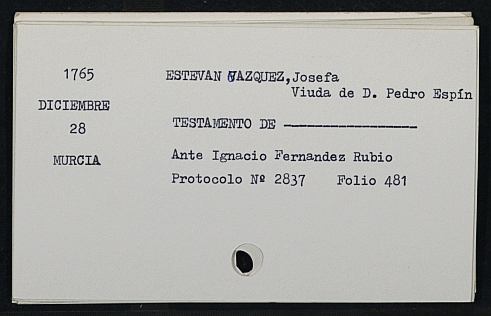 1765 ESTEVAN VAZQUEZ, Josefa
Viuda de D. Pedro Espín
DICIEMBRE
28 TESTAMENTO DE
MURCIA Ante Ignacio Fernandez Rubio
Protocolo Nº 2837 Folio 481